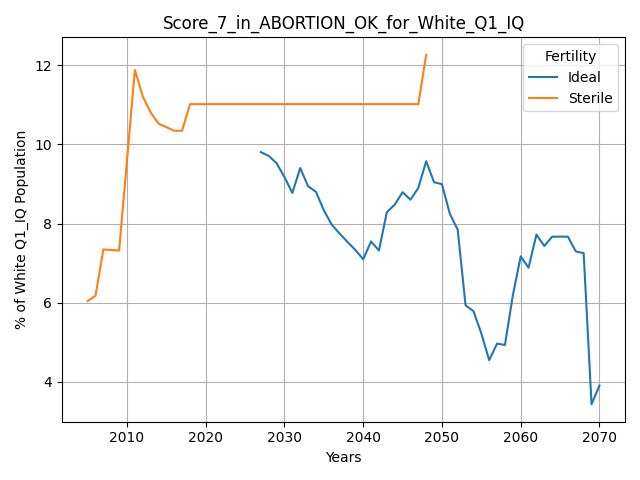 Score_7_in_ABORTION_OK_for_White_Q1_IQ
% of White Q1_IQ Population
12
10
8
6
4
Fertility
Ideal
Sterile
2010 2020 2030 2040 2050 2060 2070
Years